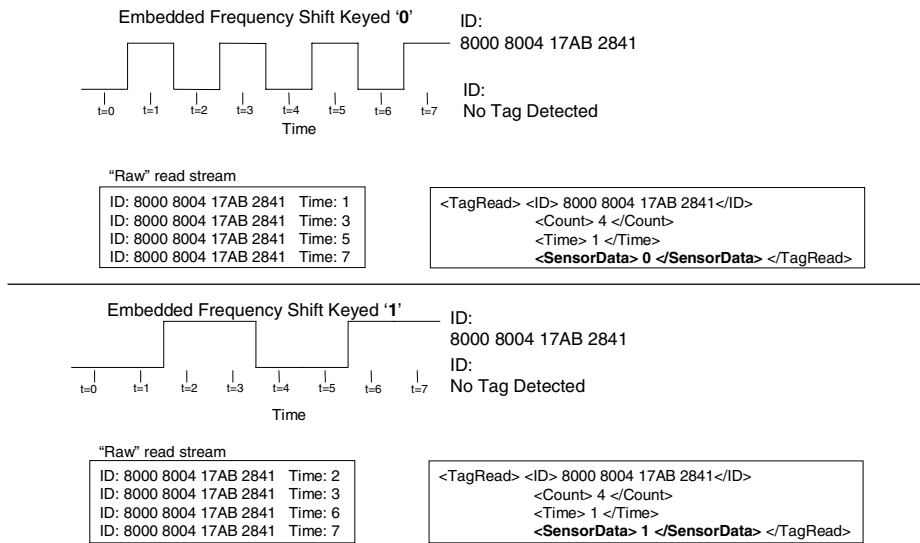 Embedded Frequency Shift Keyed ‘0’
ID:
8000 8004 17AB 2841
ID:
No Tag Detected
t=0 t=1 t=2 t=3 t=4 t=5 t=6 t=7
Time
“Raw” read stream
ID: 8000 8004 17AB 2841 Time: 1
ID: 8000 8004 17AB 2841 Time: 3
ID: 8000 8004 17AB 2841 Time: 5
ID: 8000 8004 17AB 2841 Time: 7
<TagRead> <ID> 8000 8004 17AB 2841</ID>
<Count> 4 </Count>
<Time> 1 </Time>
<SensorData> 0 </SensorData> </TagRead>
Embedded Frequency Shift Keyed ‘1’
ID:
8000 8004 17AB 2841
ID:
No Tag Detected
t=0 t=1 t=2 t=3 t=4 t=5 t=6 t=7
Time
“Raw” read stream
ID: 8000 8004 17AB 2841 Time: 2
ID: 8000 8004 17AB 2841 Time: 3
ID: 8000 8004 17AB 2841 Time: 6
ID: 8000 8004 17AB 2841 Time: 7
<TagRead> <ID> 8000 8004 17AB 2841</ID>
<Count> 4 </Count>
<Time> 1 </Time>
<SensorData> 1 </SensorData> </TagRead>